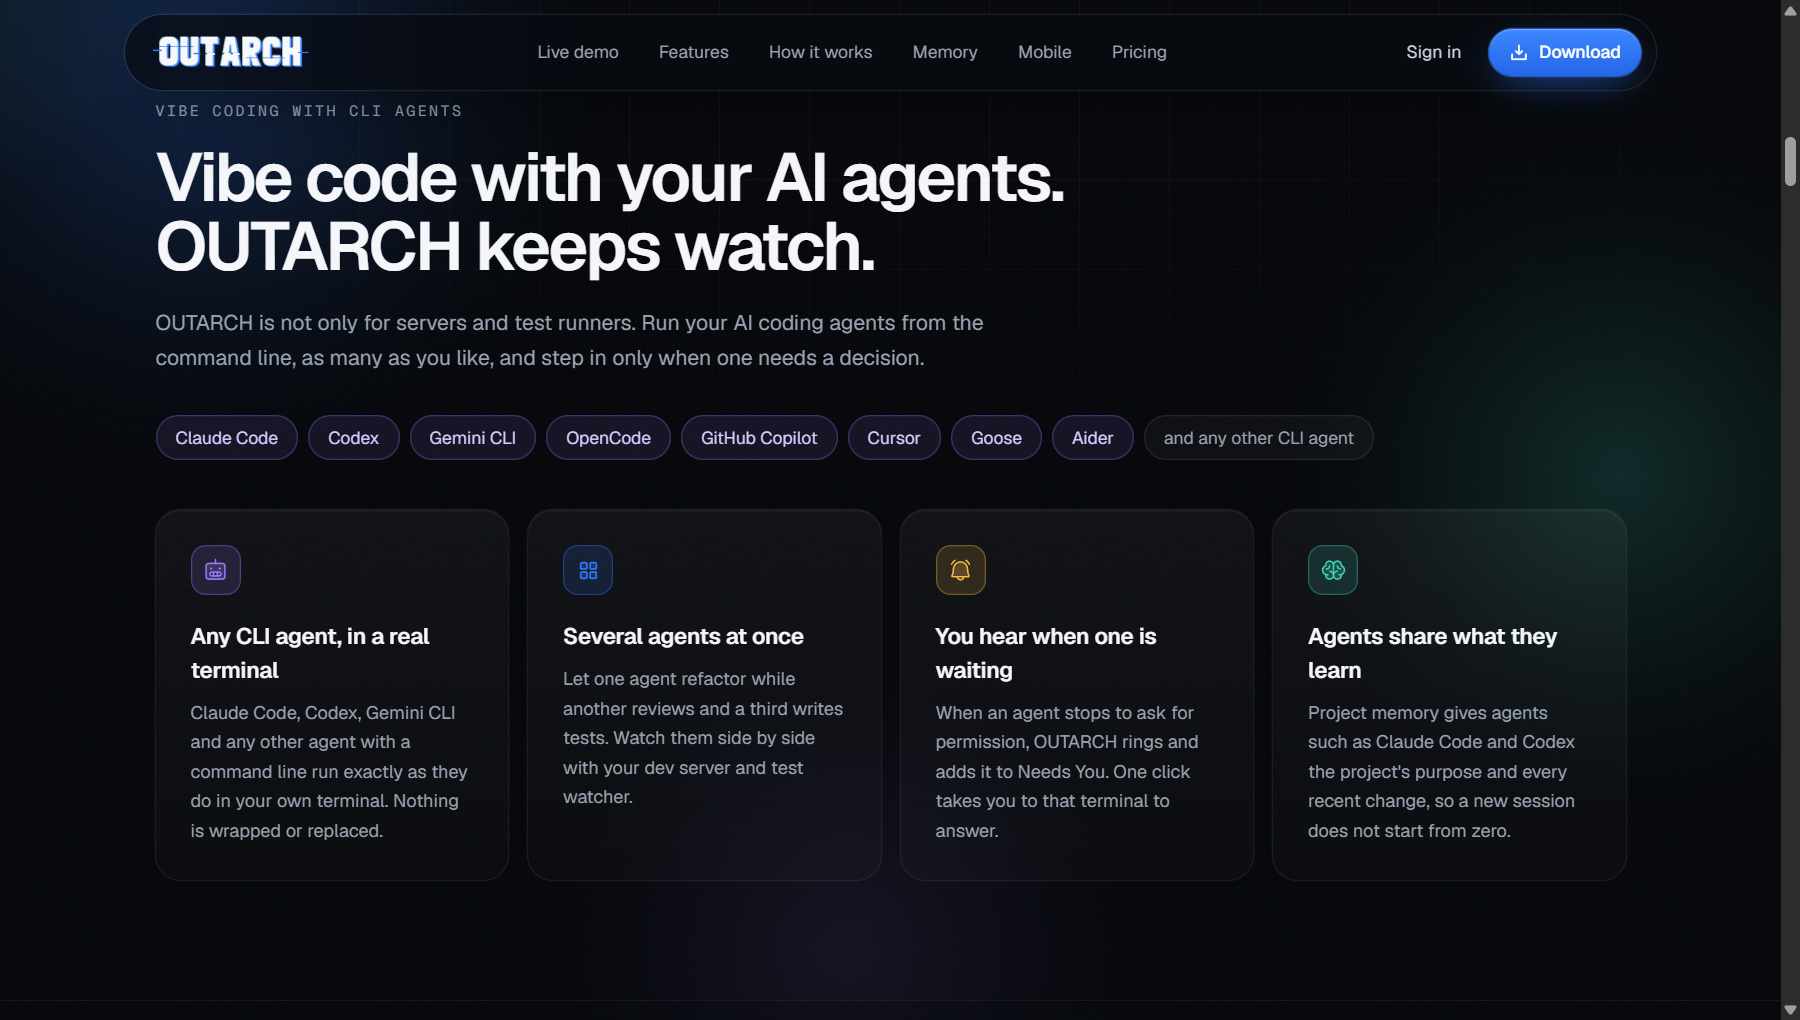 OUTARCH
Live demo
Features
How it works
Memory
Mobile
Pricing
Sign in
Download
VIBE CODING WITH CLI AGENTS
Vibe code with your AI agents.
OUTARCH keeps watch.
OUTARCH is not only for servers and test runners. Run your AI coding agents from the
command line, as many as you like, and step in only when one needs a decision.
Claude Code
Codex
Gemini CLI
OpenCode
GitHub Copilot
Cursor
Goose
Aider
and any other CLI agent
Any CLI agent, in a real
terminal
Claude Code, Codex, Gemini CLI
and any other agent with a
command line run exactly as they
do in your own terminal. Nothing
is wrapped or replaced.
Several agents at once
Let one agent refactor while
another reviews and a third writes
tests. Watch them side by side
with your dev server and test
watcher.
You hear when one is
waiting
When an agent stops to ask for
permission, OUTARCH rings and
adds it to Needs You. One click
takes you to that terminal to
answer.
Agents share what they
learn
Project memory gives agents
such as Claude Code and Codex
the project's purpose and every
recent change, so a new session
does not start from zero.